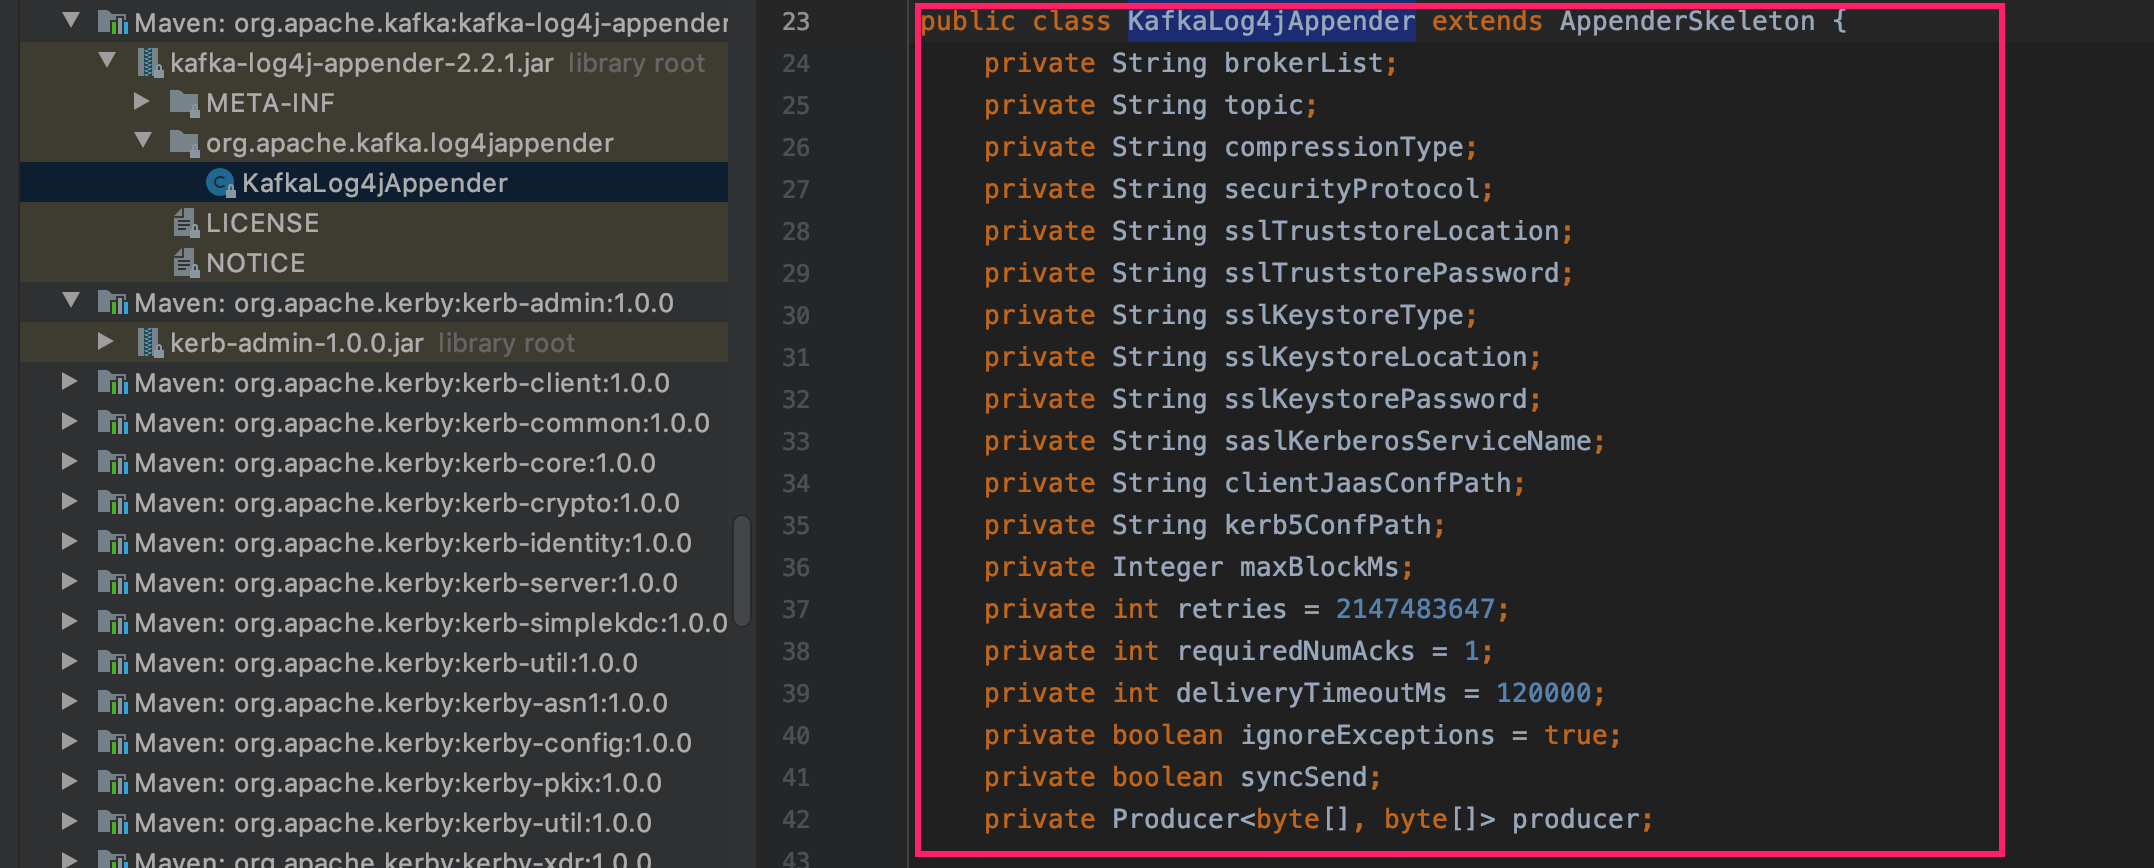 Maven: org.apache.kafka:kafka-log4j-appender
kafka-log4j-appender-2.2.1.jar library root
META-INF
org.apache.kafka.log4jappender
KafkaLog4jAppender
LICENSE
NOTICE
Maven: org.apache.kerby:kerb-admin:1.0.0
kerb-admin-1.0.0.jar library root
Maven: org.apache.kerby:kerb-client:1.0.0
Maven: org.apache.kerby:kerb-common:1.0.0
Maven: org.apache.kerby:kerb-core:1.0.0
Maven: org.apache.kerby:kerb-crypto:1.0.0
Maven: org.apache.kerby:kerb-identity:1.0.0
Maven: org.apache.kerby:kerb-server:1.0.0
Maven: org.apache.kerby:kerb-simplekdc:1.0.0
Maven: org.apache.kerby:kerb-util:1.0.0
Maven: org.apache.kerby:kerby-asn1:1.0.0
Maven: org.apache.kerby:kerby-config:1.0.0
Maven: org.apache.kerby:kerby-pkix:1.0.0
Maven: org.apache.kerby:kerby-util:1.0.0
Maven: org.apache.kerby:kerby-xdr:1.0.0
23 public class KafkaLog4jAppender extends AppenderSkeleton {
24 private String brokerList;
25 private String topic;
26 private String compressionType;
27 private String securityProtocol;
28 private String sslTruststoreLocation;
29 private String sslTruststorePassword;
30 private String sslKeystoreType;
31 private String sslKeystoreLocation;
32 private String sslKeystorePassword;
33 private String saslKerberosServiceName;
34 private String clientJaasConfPath;
35 private String kerb5ConfPath;
36 private Integer maxBlockMs;
37 private int retries = 2147483647;
38 private int requiredNumAcks = 1;
39 private int deliveryTimeoutMs = 120000;
40 private boolean ignoreExceptions = true;
41 private boolean syncSend;
42 private Producer<byte[], byte[]> producer;
43